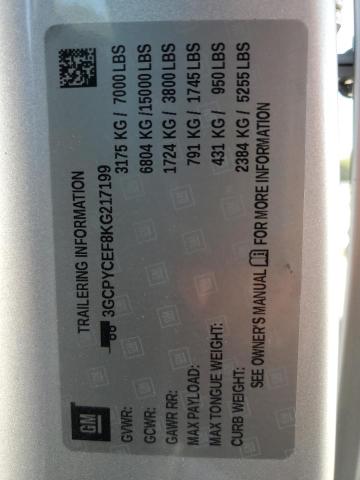 GM
TRAILERING INFORMATION
3GCPYCEF8KG217199
GVWR: 3175 KG / 7000 LBS
GCWR: 6804 KG /15000 LBS
GAWR RR: 1724 KG / 3800 LBS
MAX PAYLOAD: 791 KG / 1745 LBS
MAX TONGUE WEIGHT: 431 KG / 950 LBS
CURB WEIGHT: 2384 KG / 5255 LBS
SEE OWNER'S MANUAL FOR MORE INFORMATION